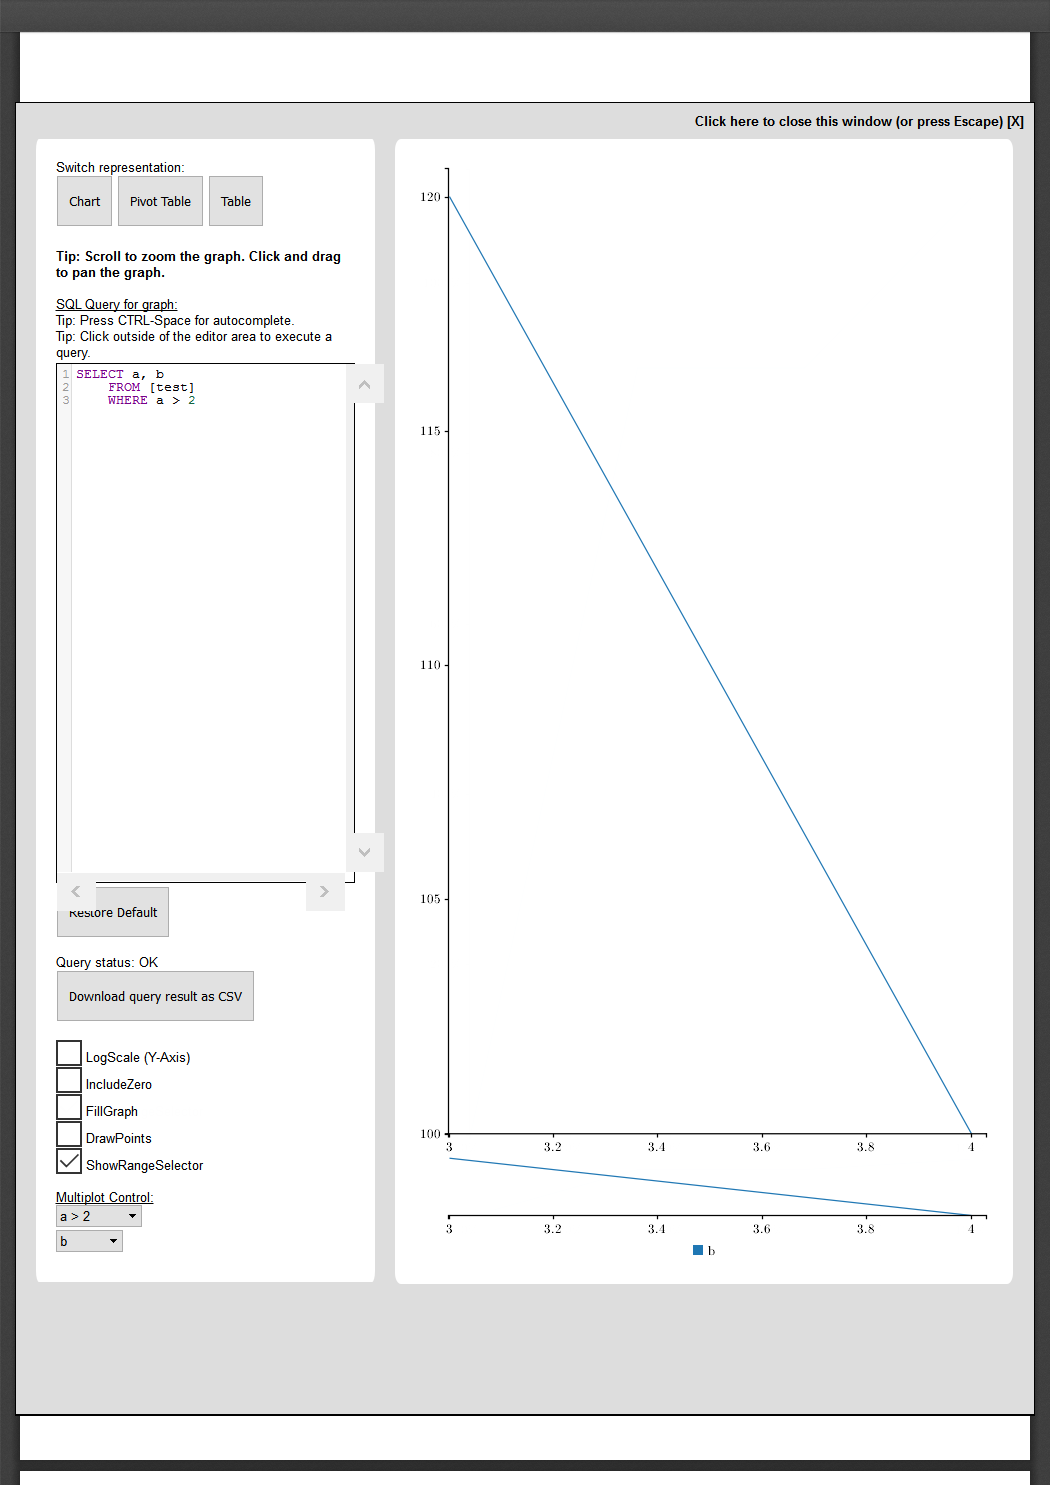 Click here to close this window (or press Escape) [X]
Switch representation:
Chart Pivot Table Table
Tip: Scroll to zoom the graph. Click and drag
to pan the graph.
SQL Query for graph:
Tip: Press CTRL-Space for autocomplete.
Tip: Click outside of the editor area to execute a
query.
1 SELECT a, b
2 FROM [test]
3 WHERE a > 2
Restore Default
Query status: OK
Download query result as CSV
LogScale (Y-Axis)
IncludeZero
FillGraph
DrawPoints
ShowRangeSelector
Multiplot Control:
a > 2
b
120
115
110
105
100
3 3.2 3.4 3.6 3.8 4
3 3.2 3.4 3.6 3.8 4
b